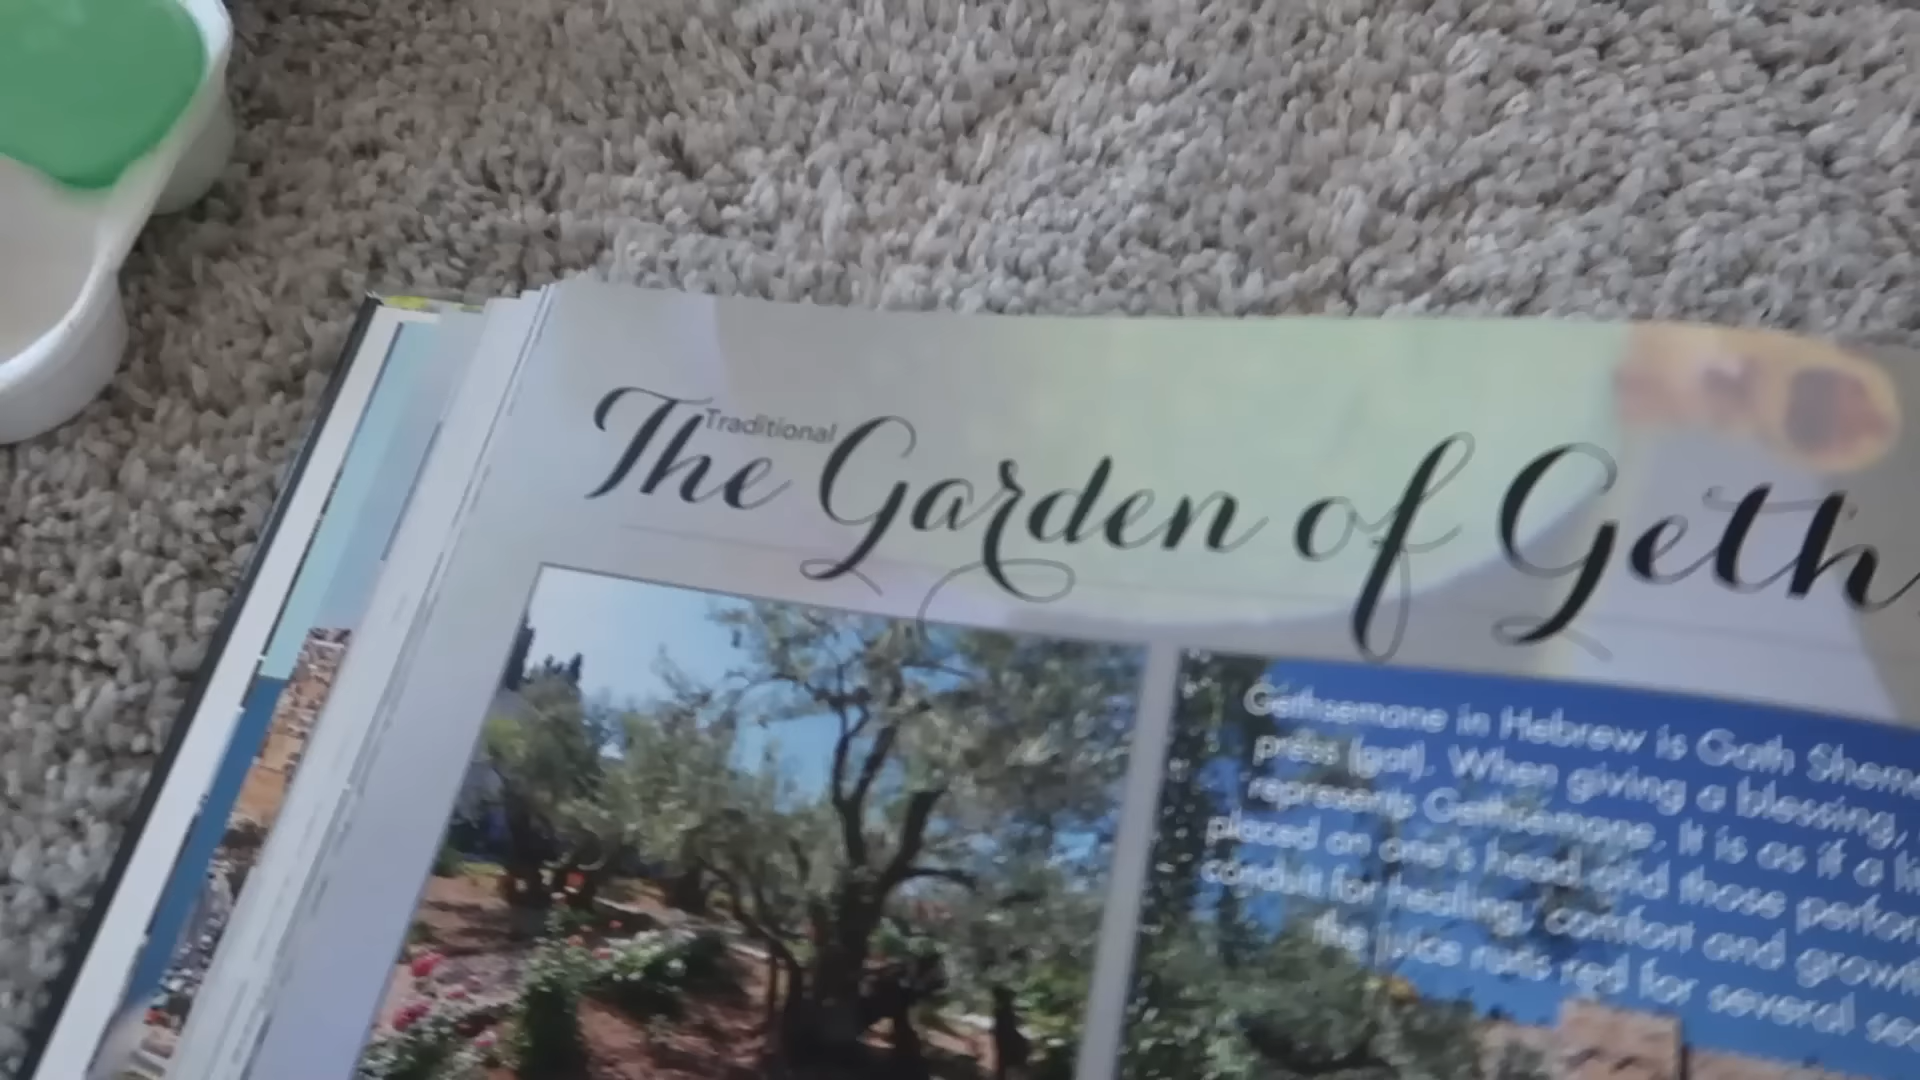 Traditional
The Garden of Geth
Gethsemane in Hebrew is Gath Sheme
press (gat). When giving a blessing,
represents Gethsemane. It is as if a
placed on one's head and those perfor
conduit for healing, comfort and growt
the juice runs red for several se